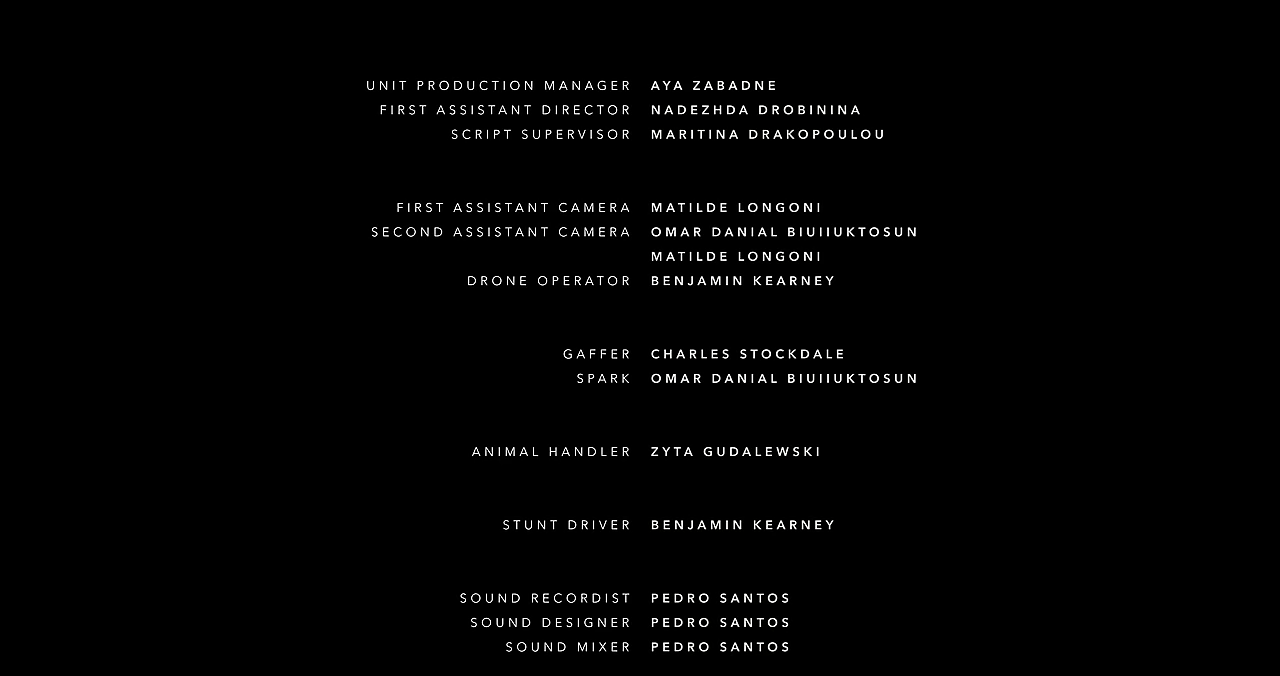 UNIT PRODUCTION MANAGER AYA ZABADNE
FIRST ASSISTANT DIRECTOR NADEZHDA DROBININA
SCRIPT SUPERVISOR MARITINA DRAKOPOULOU
FIRST ASSISTANT CAMERA MATILDE LONGONI
SECOND ASSISTANT CAMERA OMAR DANIAL BIUIIUKTOSUN
MATILDE LONGONI
DRONE OPERATOR BENJAMIN KEARNEY
GAFFER CHARLES STOCKDALE
SPARK OMAR DANIAL BIUIIUKTOSUN
ANIMAL HANDLER ZYTA GUDALEWSKI
STUNT DRIVER BENJAMIN KEARNEY
SOUND RECORDIST PEDRO SANTOS
SOUND DESIGNER PEDRO SANTOS
SOUND MIXER PEDRO SANTOS